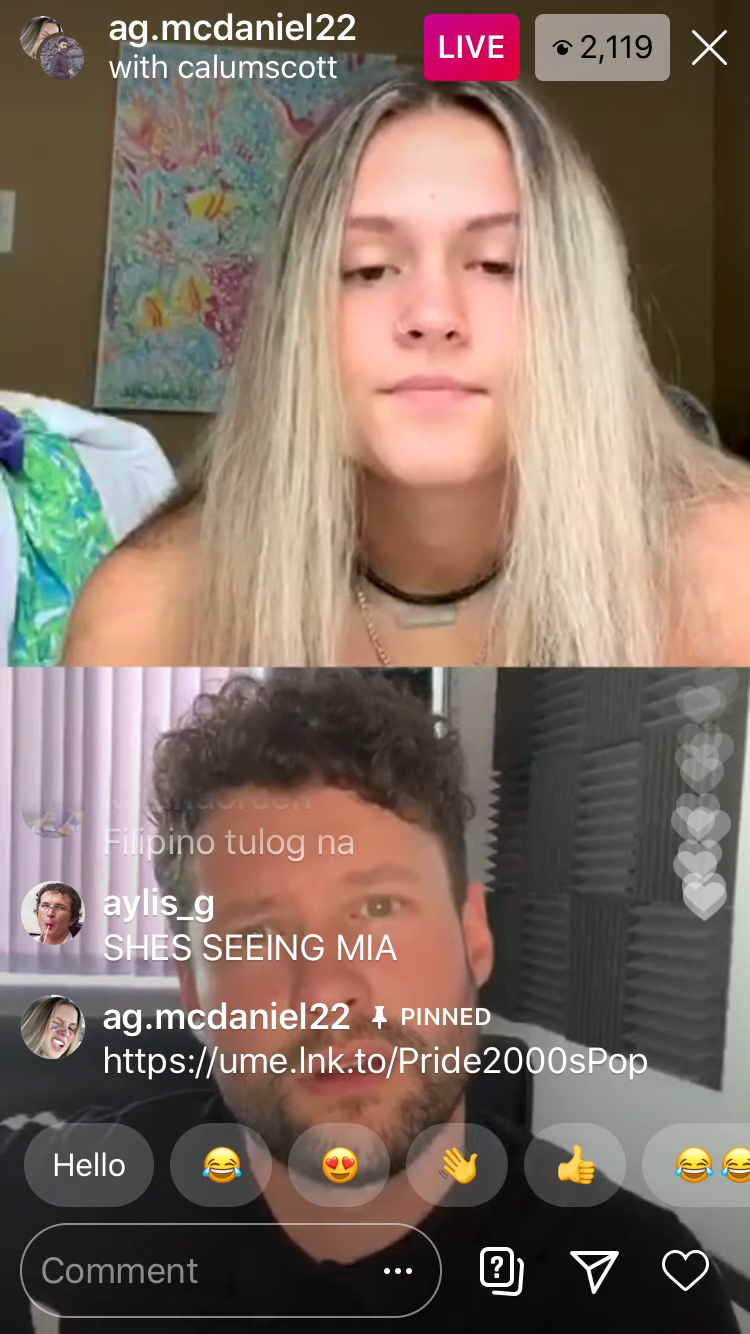 ag.mcdaniel22
with calumscott
LIVE
2,119
Filipino tulog na
aylis_g
SHES SEEING MIA
ag.mcdaniel22 PINNED
https://ume.lnk.to/Pride2000sPop
Hello
Comment